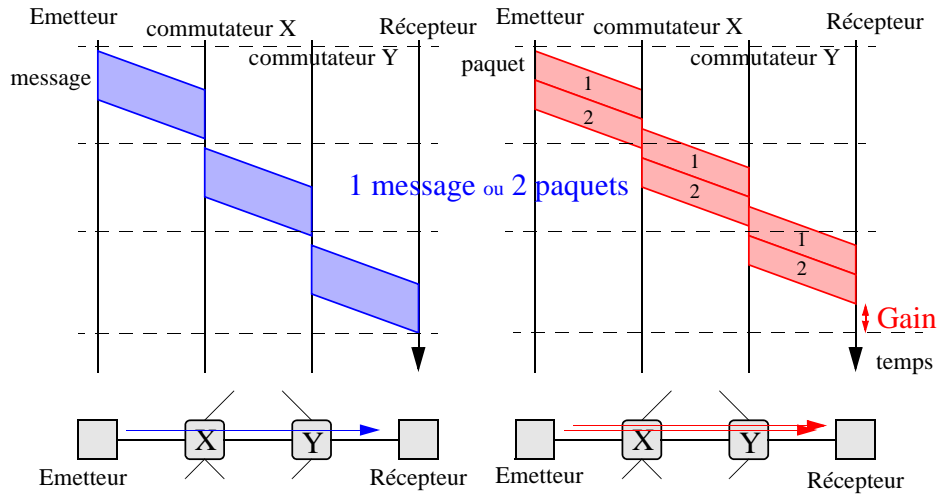 Emetteur
commutateur X
Récepteur
commutateur Y
message
Emetteur
commutateur X
Récepteur
commutateur Y
paquet
1
2
1
2
1
2
1 message ou 2 paquets
Gain
temps
X
Y
Emetteur
Récepteur
X
Y
Emetteur
Récepteur